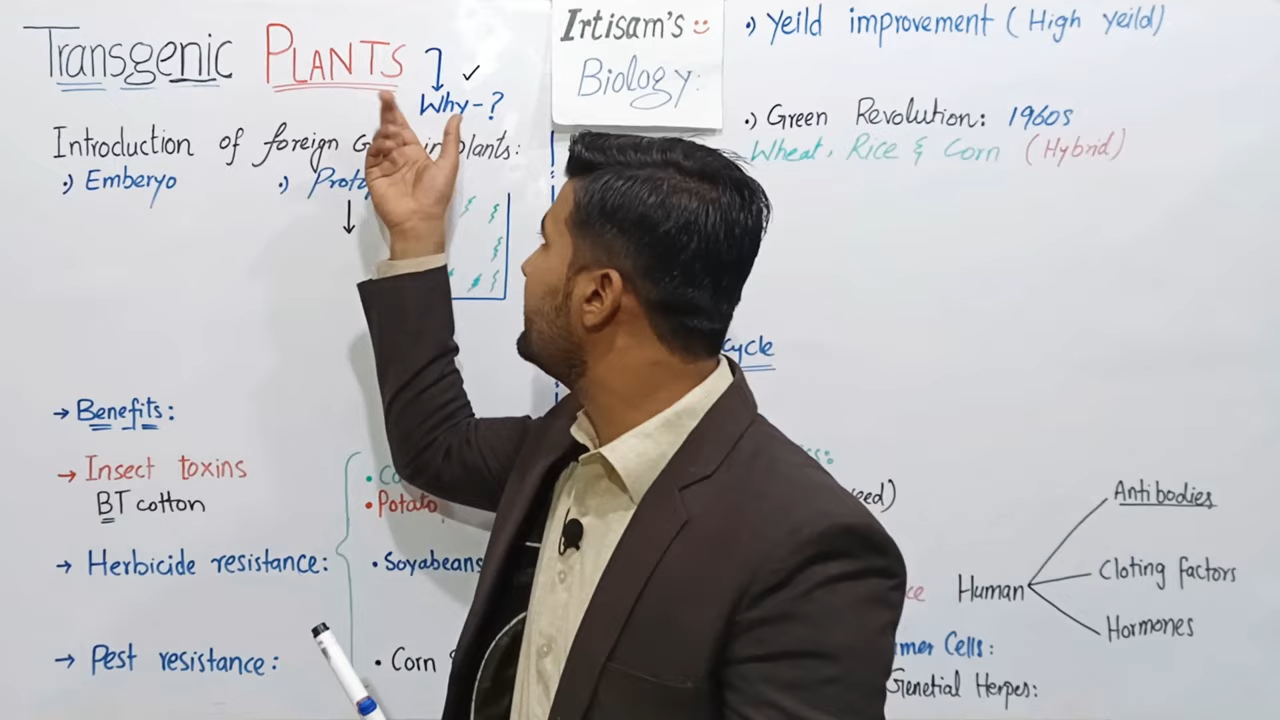 Transgenic PLANTS
Why-?
Introduction of foreign plants:
.) Emberyo .)
→ Benefits:
→ Insect toxins
BT cotton
→ Herbicide resistance:
→ Pest resistance:
• Potato
• Soyabeans
• Corn
Irtisam's
Biology:
.) Yeild improvement (High yeild)
.) Green Revolution: 1960s
Wheat, Rice & Corn (Hybrid)
cycle
Human
Antibodies
Cloting factors
Hormones
Cells:
Genetial Herpes: